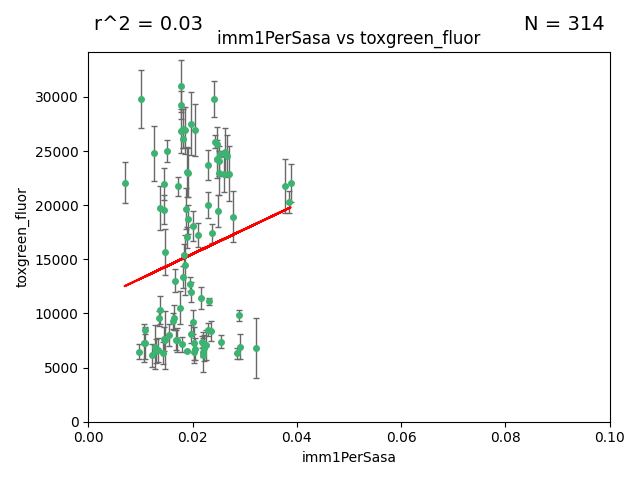 r^2 = 0.03
N = 314
imm1PerSasa vs toxgreen_fluor
30000
25000
20000
15000
10000
5000
0
toxgreen_fluor
0.00 0.02 0.04 0.06 0.08 0.10
imm1PerSasa